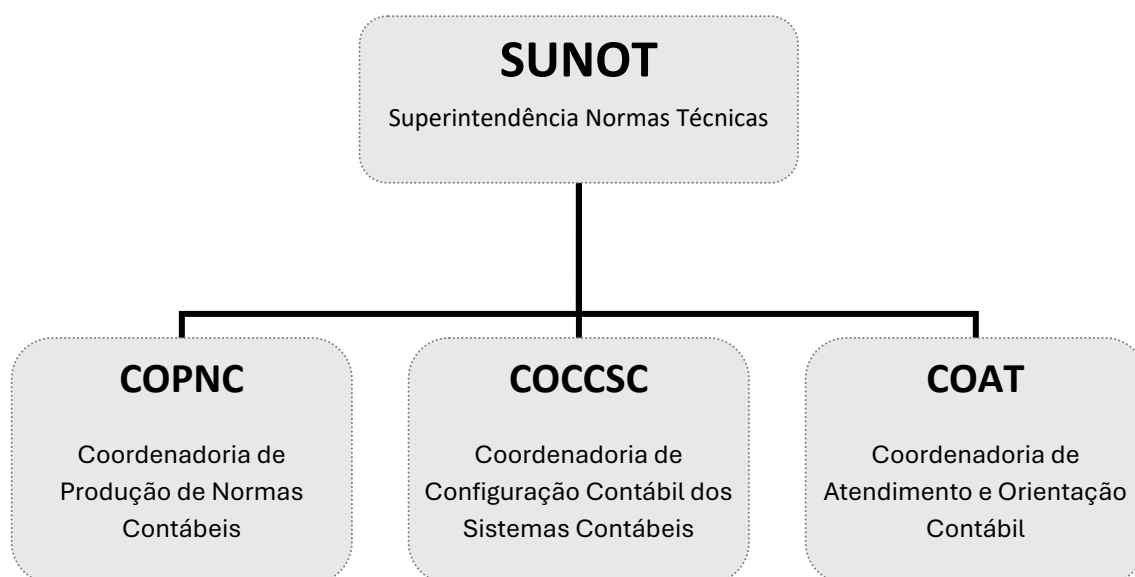 SUNOT
Superintendência Normas Técnicas
COPNC
Coordenadoria de
Produção de Normas
Contábeis
COCCSC
Coordenadoria de
Configuração Contábil dos
Sistemas Contábeis
COAT
Coordenadoria de
Atendimento e Orientação
Contábil